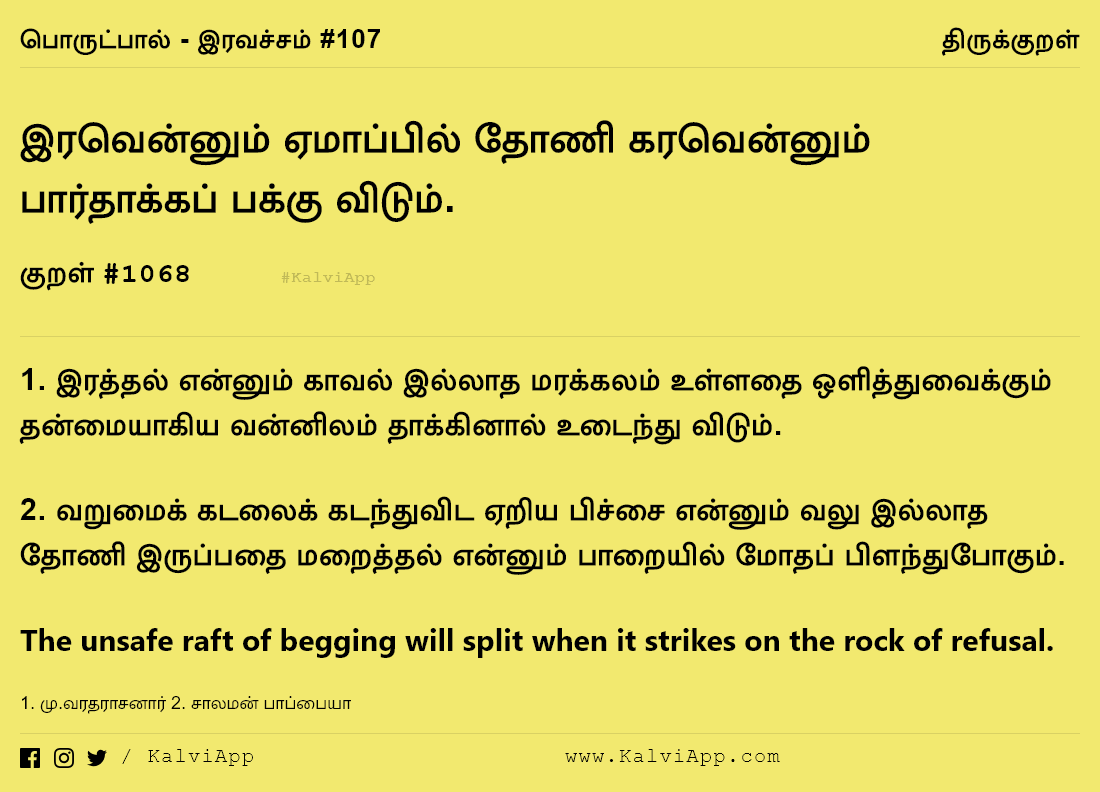 பொருட்பால் - இரவச்சம் #107 திருக்குறள்
இரவென்னும் ஏமாப்பில் தோணி கரவென்னும்
பார்தாக்கப் பக்கு விடும்.
குறள் #1068 #KalviApp
1. இரத்தல் என்னும் காவல் இல்லாத மரக்கலம் உள்ளதை ஒளித்துவைக்கும்
தன்மையாகிய வன்னிலம் தாக்கினால் உடைந்து விடும்.
2. வறுமைக் கடலைக் கடந்துவிட ஏறிய பிச்சை என்னும் வலு இல்லாத
தோணி இருப்பதை மறைத்தல் என்னும் பாறையில் மோதப் பிளந்துபோகும்.
The unsafe raft of begging will split when it strikes on the rock of refusal.
1. மு.வரதராசனார் 2. சாலமன் பாப்பையா
/ KalviApp www.KalviApp.com